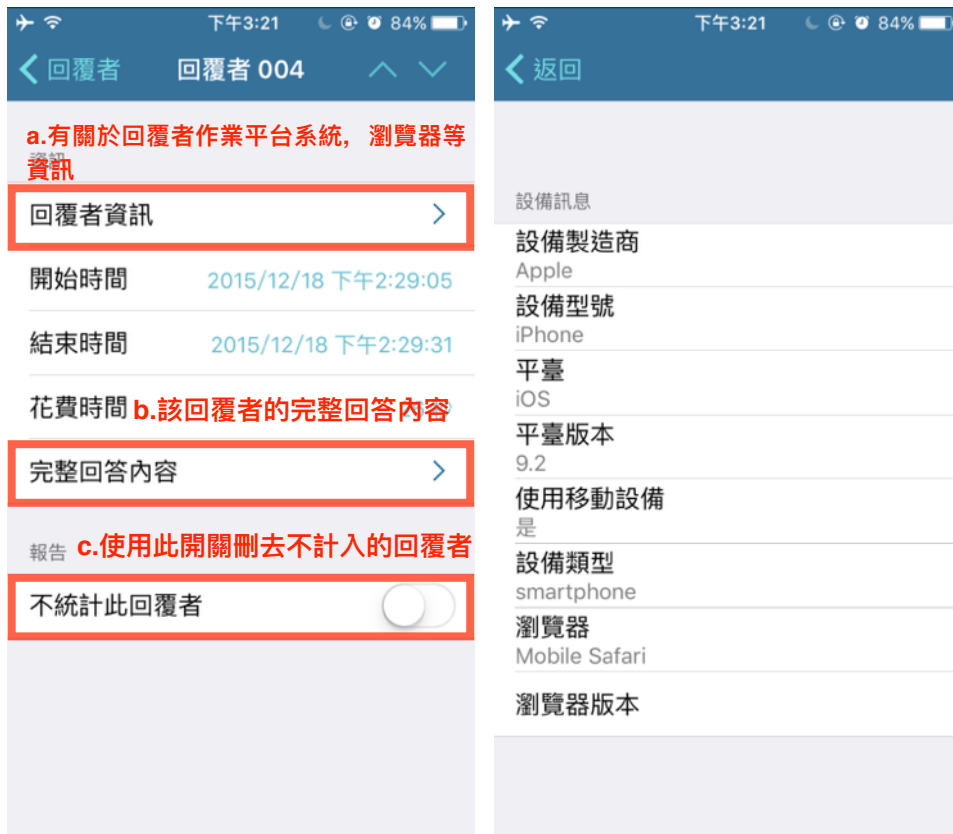 下午3:21 84%
回覆者 回覆者 004
a.有關於回覆者作業平台系統，瀏覽器等
資訊
回覆者資訊
開始時間 2015/12/18 下午2:29:05
結束時間 2015/12/18 下午2:29:31
花費時間 b.該回覆者的完整回答內容
完整回答內容
報告 c.使用此開關刪去不計入的回覆者
不統計此回覆者
下午3:21 84%
返回
設備訊息
設備製造商
Apple
設備型號
iPhone
平臺
iOS
平臺版本
9.2
使用移動設備
是
設備類型
smartphone
瀏覽器
Mobile Safari
瀏覽器版本